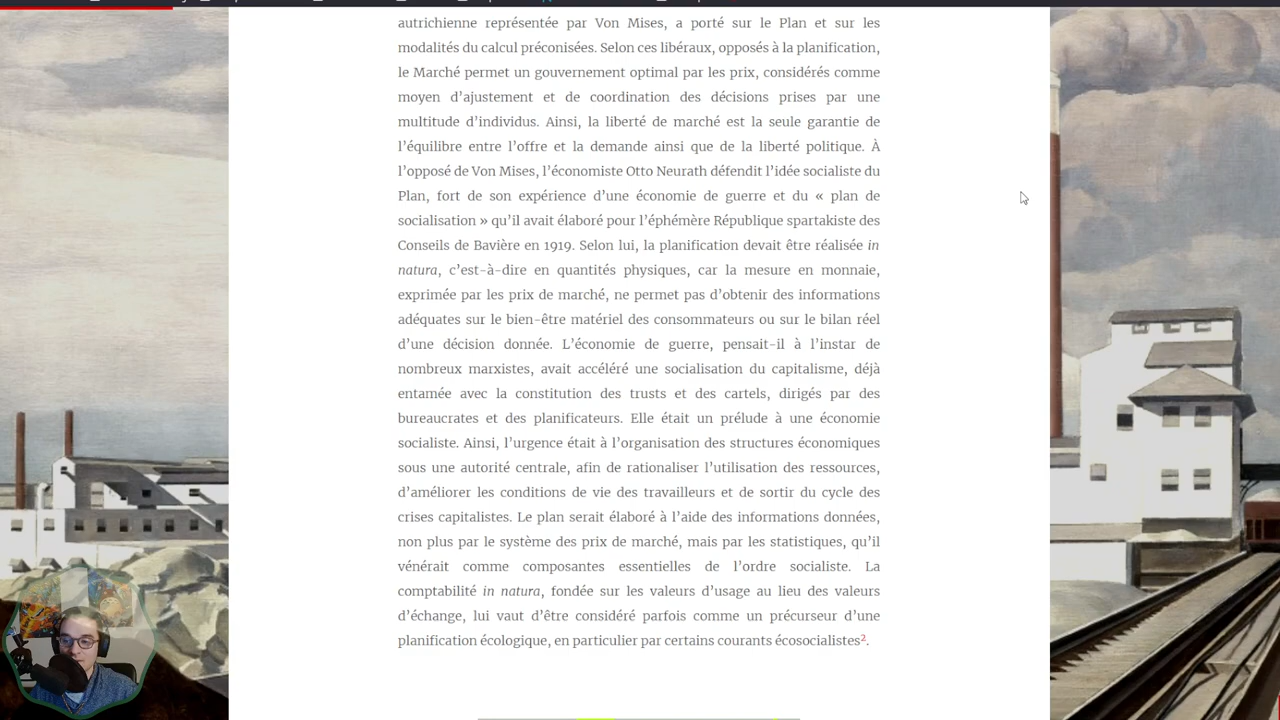 autrichienne représentée par Von Mises, a porté sur le Plan et sur les
modalités du calcul préconisées. Selon ces libéraux, opposés à la planification,
le Marché permet un gouvernement optimal par les prix, considérés comme
moyen d’ajustement et de coordination des décisions prises par une
multitude d’individus. Ainsi, la liberté de marché est la seule garantie de
l’équilibre entre l’offre et la demande ainsi que de la liberté politique. À
l’opposé de Von Mises, l’économiste Otto Neurath défendit l’idée socialiste du
Plan, fort de son expérience d’une économie de guerre et du « plan de
socialisation » qu’il avait élaboré pour l’éphémère République spartakiste des
Conseils de Bavière en 1919. Selon lui, la planification devait être réalisée in
natura, c’est-à-dire en quantités physiques, car la mesure en monnaie,
exprimée par les prix de marché, ne permet pas d’obtenir des informations
adéquates sur le bien-être matériel des consommateurs ou sur le bilan réel
d’une décision donnée. L’économie de guerre, pensait-il à l’instar de
nombreux marxistes, avait accéléré une socialisation du capitalisme, déjà
entamée avec la constitution des trusts et des cartels, dirigés par des
bureaucrates et des planificateurs. Elle était un prélude à une économie
socialiste. Ainsi, l’urgence était à l’organisation des structures économiques
sous une autorité centrale, afin de rationaliser l’utilisation des ressources,
d’améliorer les conditions de vie des travailleurs et de sortir du cycle des
crises capitalistes. Le plan serait élaboré à l’aide des informations données,
non plus par le système des prix de marché, mais par les statistiques, qu’il
vénérait comme composantes essentielles de l’ordre socialiste. La
comptabilité in natura, fondée sur les valeurs d’usage au lieu des valeurs
d’échange, lui vaut d’être considéré parfois comme un précurseur d’une
planification écologique, en particulier par certains courants écosocialistes².